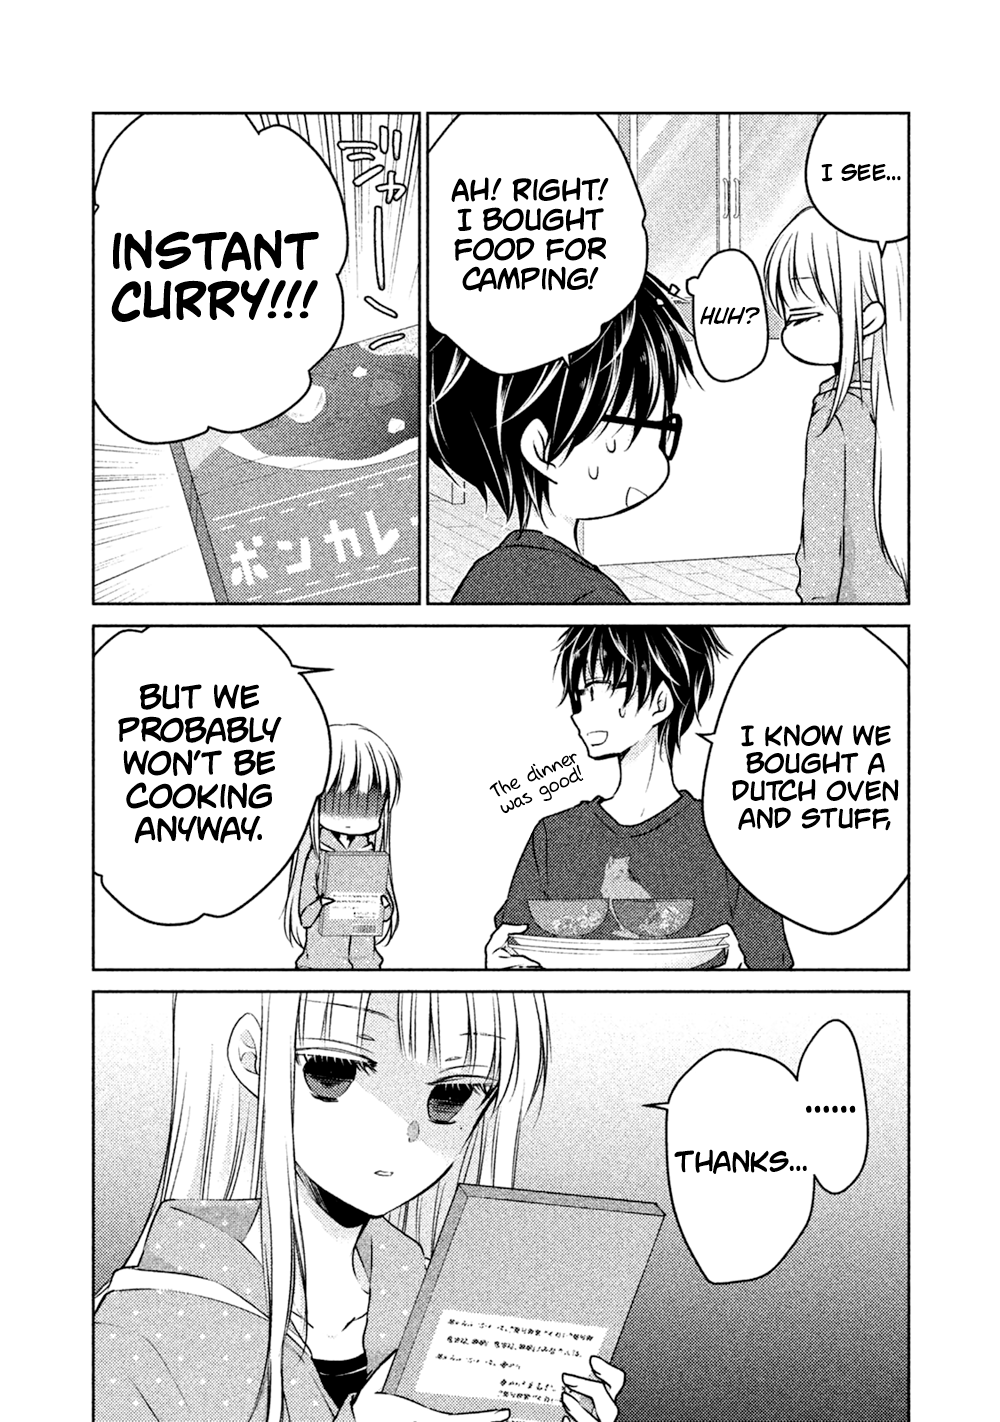 I SEE...
HUH?
AH! RIGHT!
I BOUGHT
FOOD FOR
CAMPING!
ジャ
INSTANT
CURRY!!!
ボンカレー
I KNOW WE
BOUGHT A
DUTCH OVEN
AND STUFF,
The dinner
was good!
BUT WE
PROBABLY
WON'T BE
COOKING
ANYWAY.
......
THANKS...